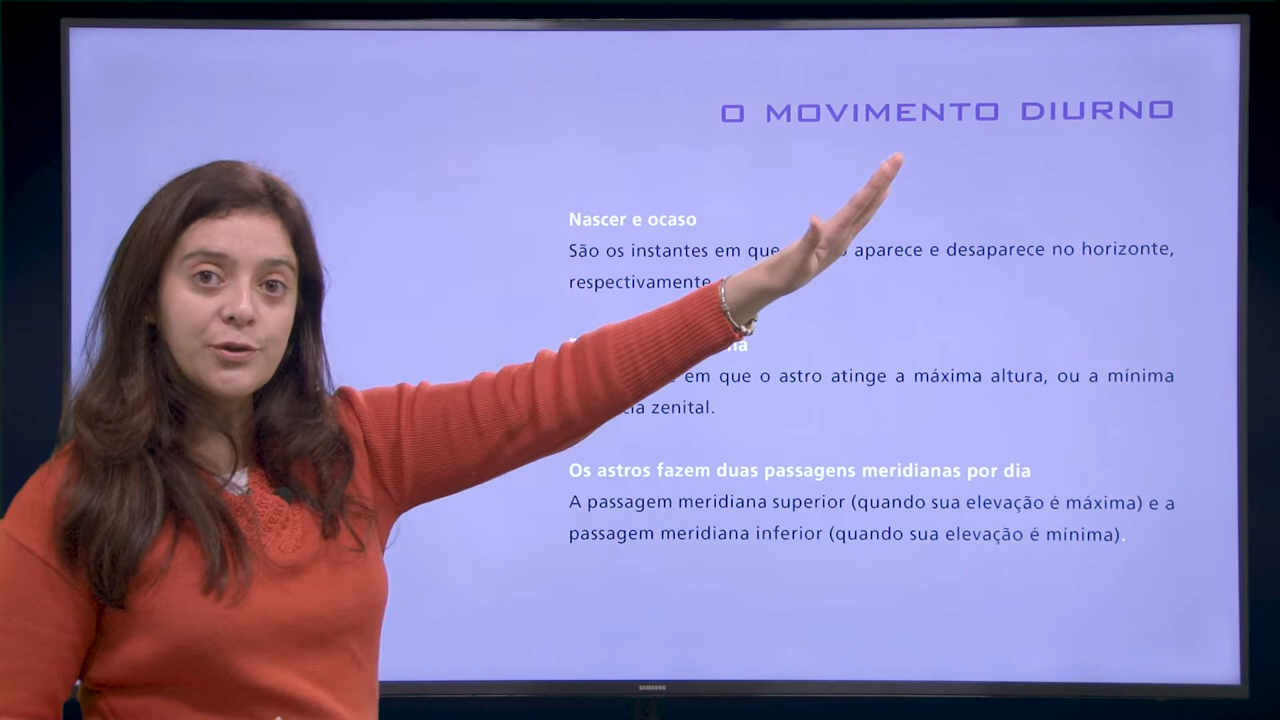 O MOVIMENTO DIURNO
Nascer e ocaso
São os instantes em que aparece e desaparece no horizonte,
respectivamente
em que o astro atinge a máxima altura, ou a mínima
zenital.
Os astros fazem duas passagens meridianas por dia
A passagem meridiana superior (quando sua elevação é máxima) e a
passagem meridiana inferior (quando sua elevação é mínima).
SAMSUNG